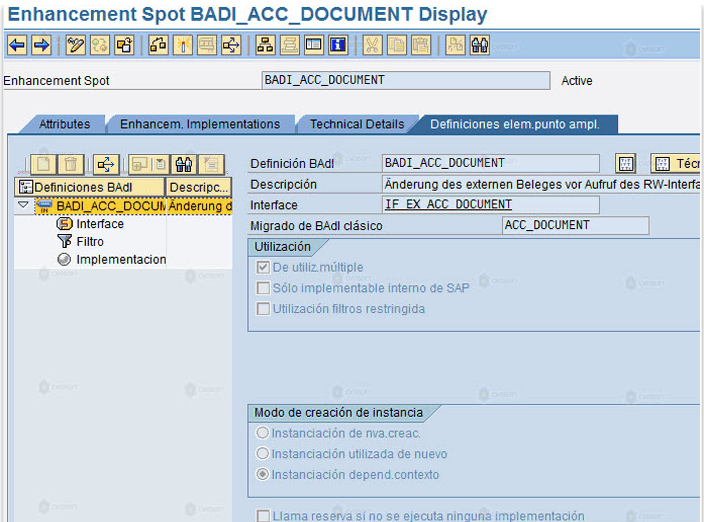 Enhancement Spot BADI_ACC_DOCUMENT Display
Enhancement Spot BADI_ACC_DOCUMENT Active
Attributes Enhancem. Implementations Technical Details Definiciones elem.punto ampl.
Definiciones BAdI Descripc...
BADI_ACC_DOCUM Änderung d
Interface
Filtro
Implementacion
Definición BAdI BADI_ACC_DOCUMENT Técr
Descripción Änderung des externen Beleges vor Aufruf des RW-Interfa
Interface IF_EX_ACC_DOCUMENT
Migrado de BAdI clásico ACC_DOCUMENT
Utilización
De utiliz.múltiple
Sólo implementable interno de SAP
Utilización filtros restringida
Modo de creación de instancia
Instanciación de nva.creac.
Instanciación utilizada de nuevo
Instanciación depend.contexto
Llama reserva si no se ejecuta ninguna implementación